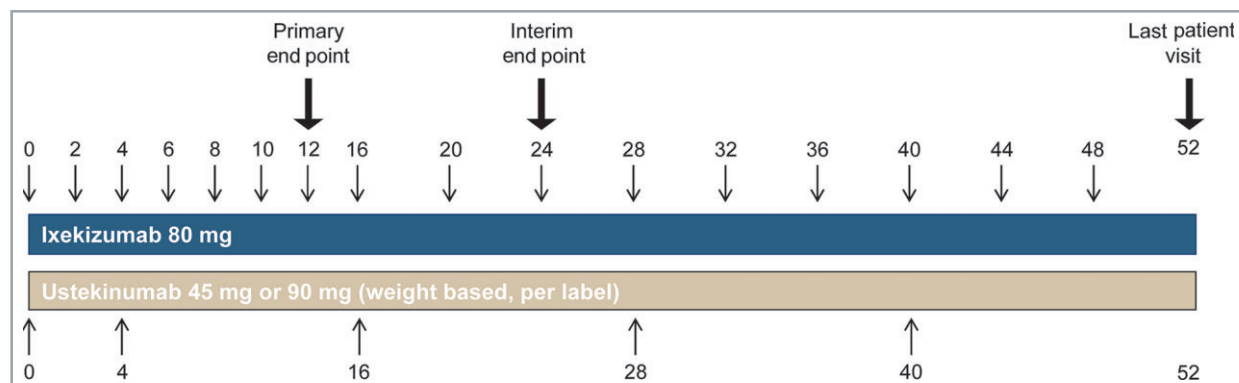 Primary
end point
Interim
end point
Last patient
visit
0 2 4 6 8 10 12 16 20 24 28 32 36 40 44 48 52
Ixekizumab 80 mg
Ustekinumab 45 mg or 90 mg (weight based, per label)
0 4 16 28 40 52